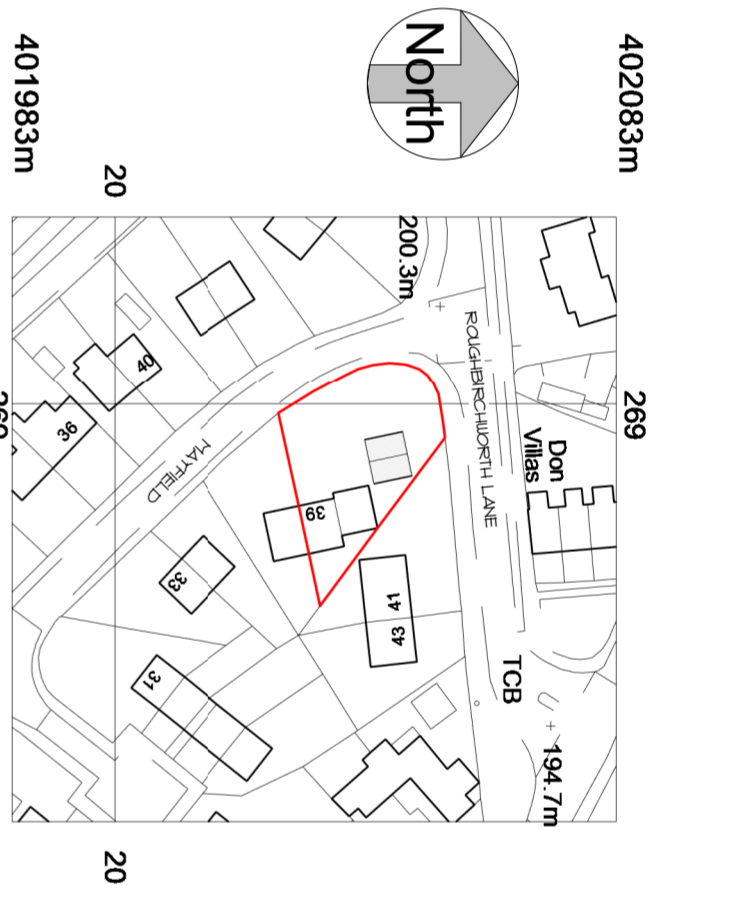 402083m
North
401983m
20
200.3m
ROUGHBIRCHWORTH LANE
269
Don
Villas
40
36
MAYFIELD
39
33
41
43
31
TCB
194.7m
20